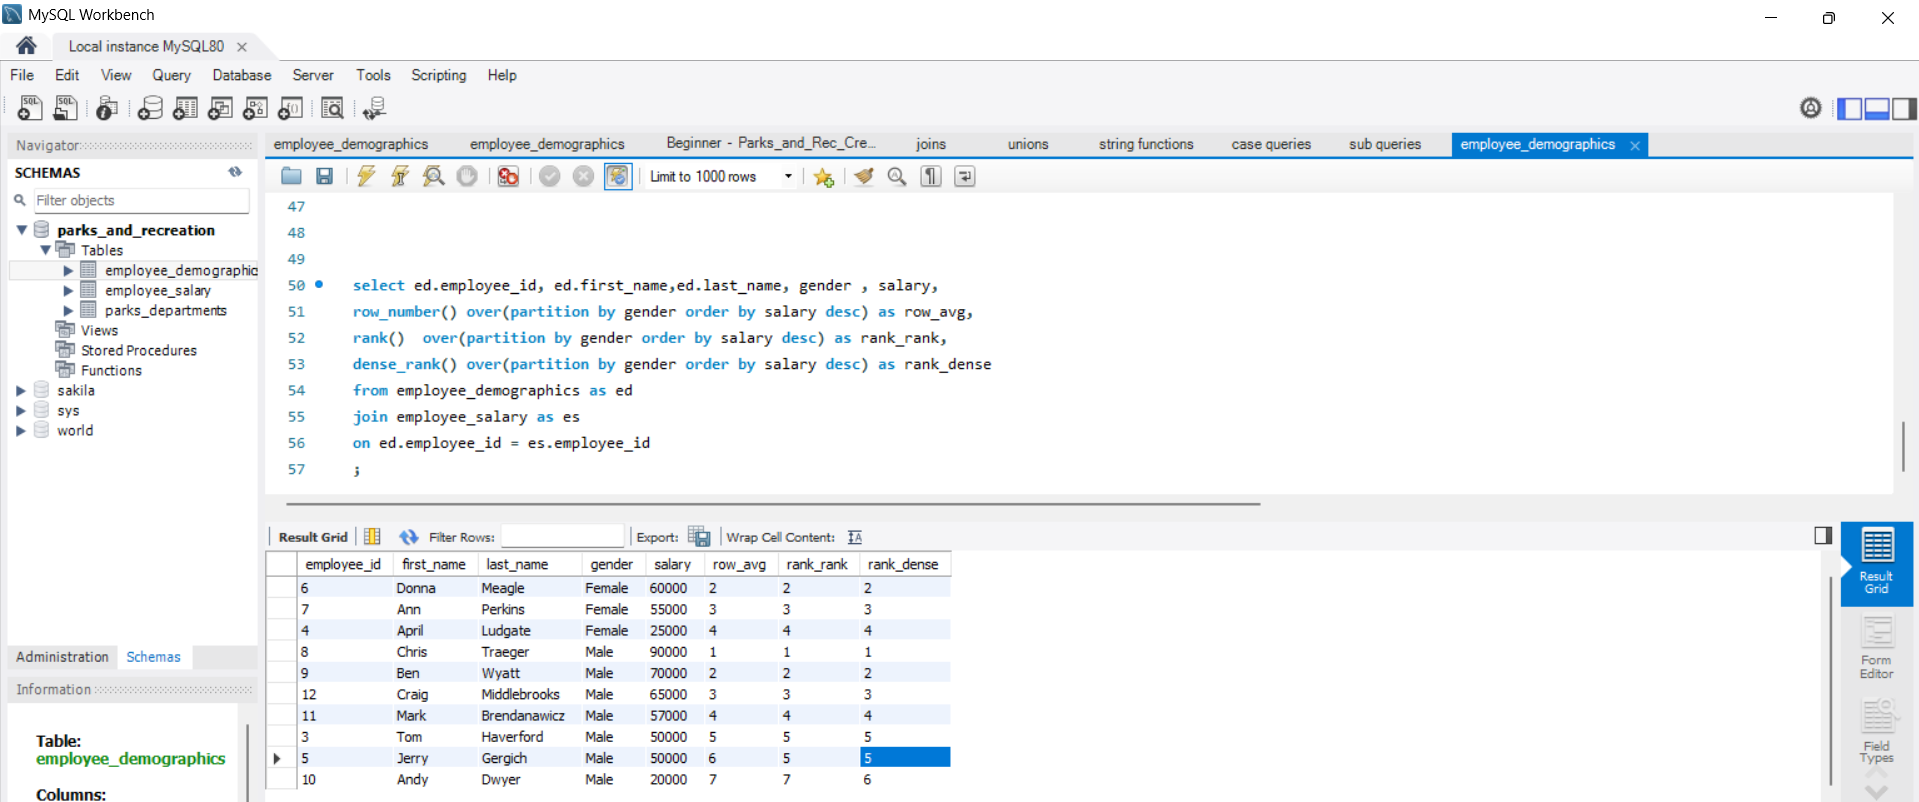 MySQL Workbench
Local instance MySQL80
File Edit View Query Database Server Tools Scripting Help
Navigator
SCHEMAS
Filter objects
parks_and_recreation
Tables
employee_demographic
employee_salary
parks_departments
Views
Stored Procedures
Functions
sakila
sys
world
Administration Schemas
Information
Table:
employee_demographics
Columns:
employee_demographics employee_demographics Beginner - Parks_and_Rec_Cre... joins unions string functions case queries sub queries employee_demographics
Limit to 1000 rows
47
48
49
50 select ed.employee_id, ed.first_name,ed.last_name, gender , salary,
51 row_number() over(partition by gender order by salary desc) as row_avg,
52 rank()  over(partition by gender order by salary desc) as rank_rank,
53 dense_rank() over(partition by gender order by salary desc) as rank_dense
54 from employee_demographics as ed
55 join employee_salary as es
56 on ed.employee_id = es.employee_id
57 ;
Result Grid Filter Rows: Export: Wrap Cell Content:
employee_id first_name last_name gender salary row_avg rank_rank rank_dense
6 Donna Meagle Female 60000 2 2 2
7 Ann Perkins Female 55000 3 3 3
4 April Ludgate Female 25000 4 4 4
8 Chris Traeger Male 90000 1 1 1
9 Ben Wyatt Male 70000 2 2 2
12 Craig Middlebrooks Male 65000 3 3 3
11 Mark Brendanawicz Male 57000 4 4 4
3 Tom Haverford Male 50000 5 5 5
5 Jerry Gergich Male 50000 6 5 5
10 Andy Dwyer Male 20000 7 7 6
Result
Grid
Form
Editor
Field
Types